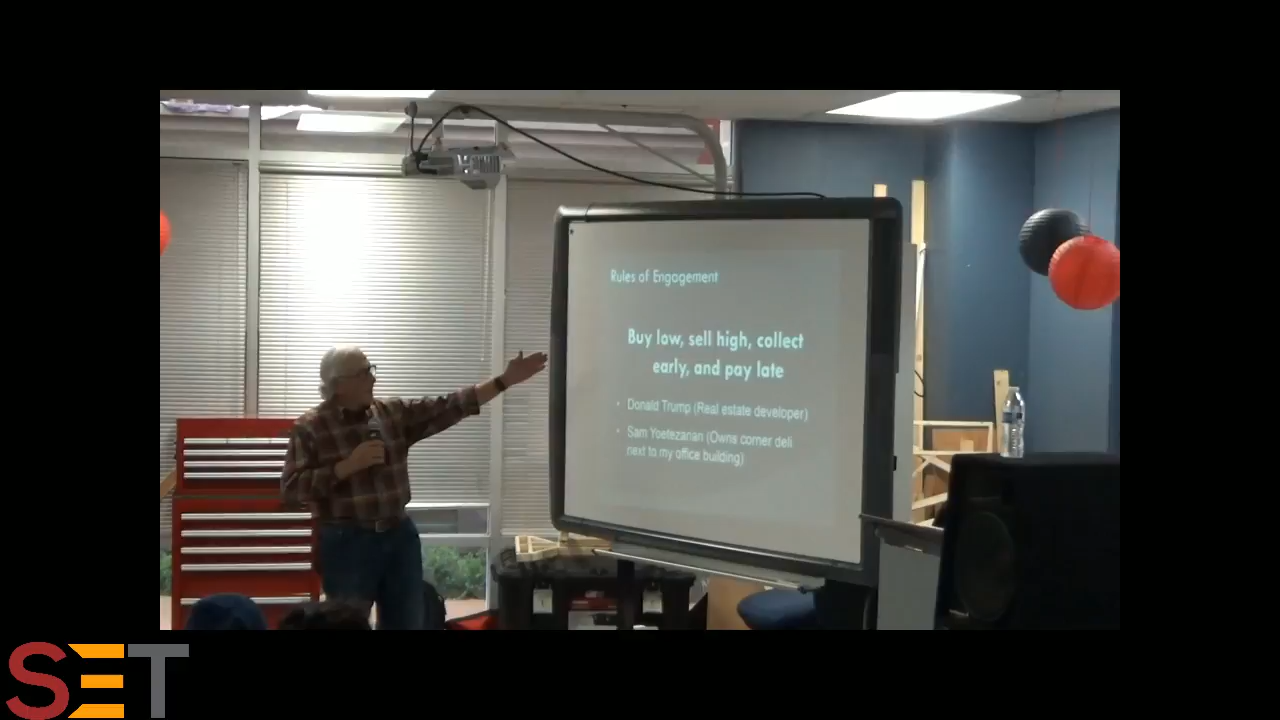 Rules of Engagement
Buy low, sell high, collect
early, and pay late
• Donald Trump (Real estate developer)
• Sam Yoetezanan (Owns corner deli
next to my office building)
SET